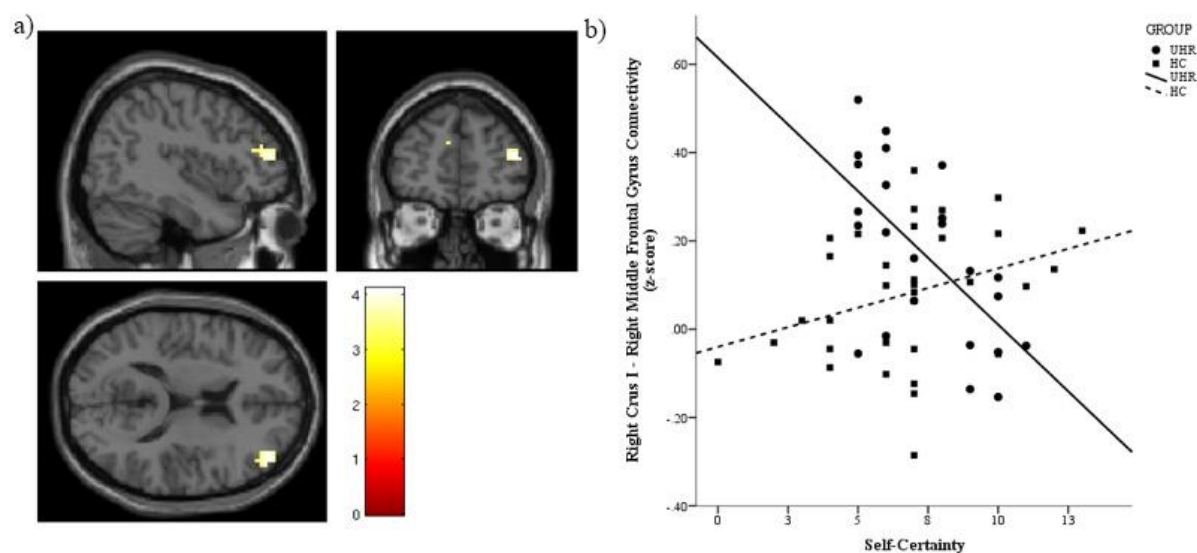 a)
b)
4
3
2
1
0
Right Crus I - Right Middle Frontal Gyrus Connectivity
(z-score)
.60
.40
.20
.00
-.20
-.40
0
3
5
8
10
13
Self-Certainty
GROUP
UHR
HC
UHR
HC